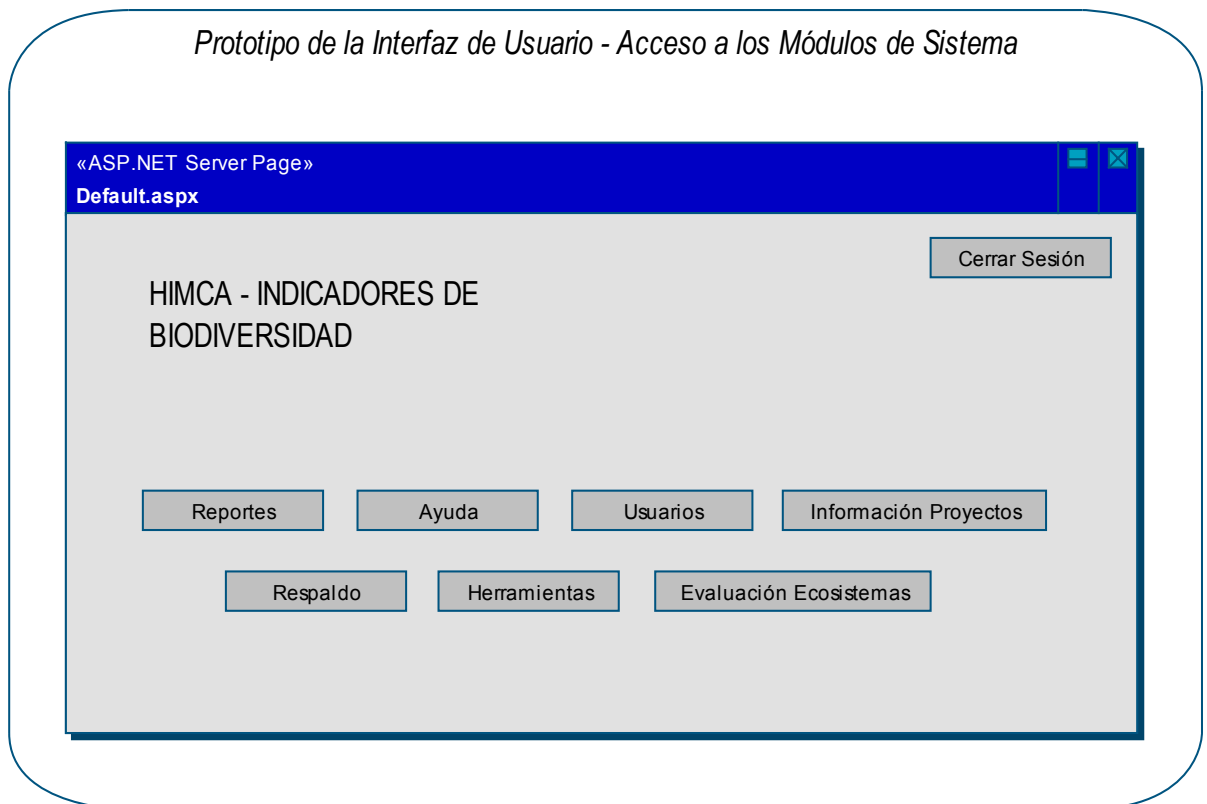 Prototipo de la Interfaz de Usuario - Acceso a los Módulos de Sistema
«ASP.NET Server Page»
Default.aspx
Cerrar Sesión
HIMCA - INDICADORES DE
BIODIVERSIDAD
Reportes Ayuda Usuarios Información Proyectos
Respaldo Herramientas Evaluación Ecosistemas